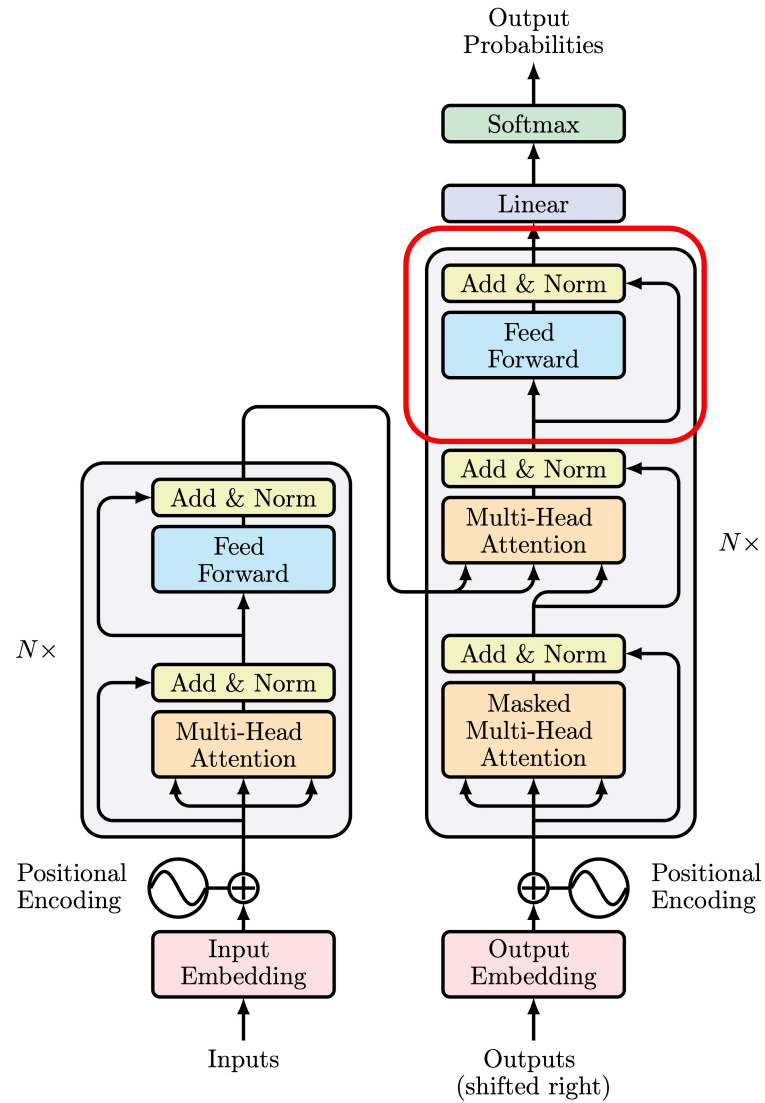 Output
Probabilities
Softmax
Linear
Add & Norm
Feed
Forward
Add & Norm
Multi-Head
Attention
Add & Norm
Masked
Multi-Head
Attention
N×
Add & Norm
Feed
Forward
Add & Norm
Multi-Head
Attention
N×
Positional
Encoding
Positional
Encoding
Input
Embedding
Output
Embedding
Inputs
Outputs
(shifted right)